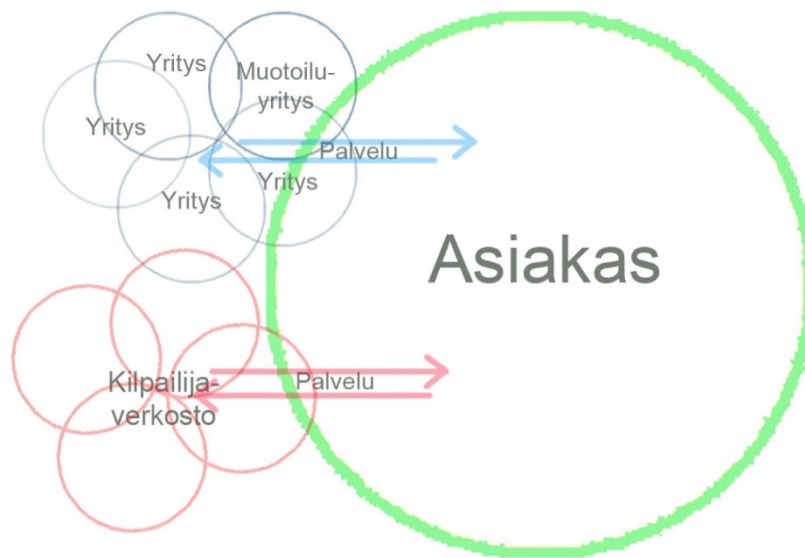 Yritys
Muotoilu-
yritys
Yritys
Palvelu
Yritys
Yritys
Asiakas
Kilpailija-
verkosto
Palvelu